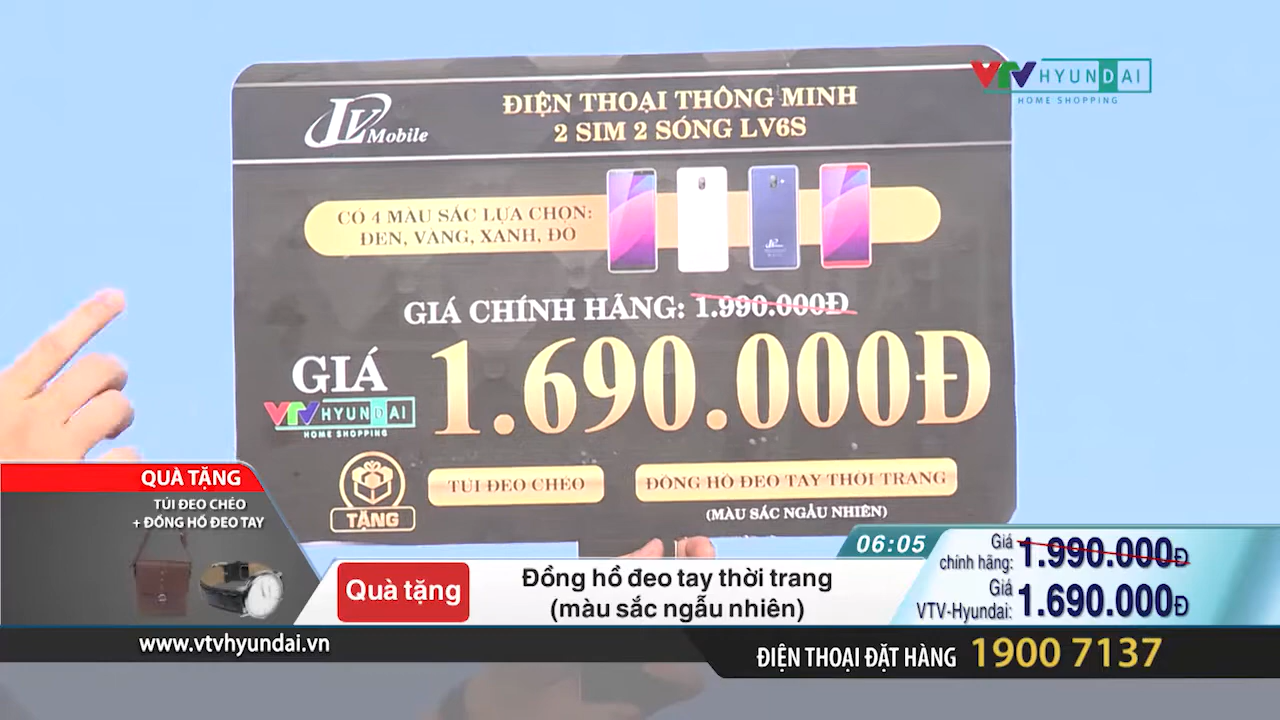 VTV HYUNDAI
HOME SHOPPING
LV Mobile
ĐIỆN THOẠI THÔNG MINH
2 SIM 2 SÓNG LV6S
CÓ 4 MÀU SẮC LỰA CHỌN:
ĐEN, VÀNG, XANH, ĐỎ
GIÁ CHÍNH HÃNG: 1.990.000Đ
GIÁ
VTV HYUNDAI
HOME SHOPPING
1.690.000Đ
TẶNG
TÚI ĐEO CHÉO
ĐỒNG HỒ ĐEO TAY THỜI TRANG
(MÀU SẮC NGẪU NHIÊN)
QUÀ TẶNG
TÚI ĐEO CHÉO
+ ĐỒNG HỒ ĐEO TAY
Quà tặng
Đồng hồ đeo tay thời trang
(màu sắc ngẫu nhiên)
06:05
Giá
chính hãng: 1.990.000Đ
Giá
VTV-Hyundai: 1.690.000Đ
www.vtvhyundai.vn
ĐIỆN THOẠI ĐẶT HÀNG 1900 7137